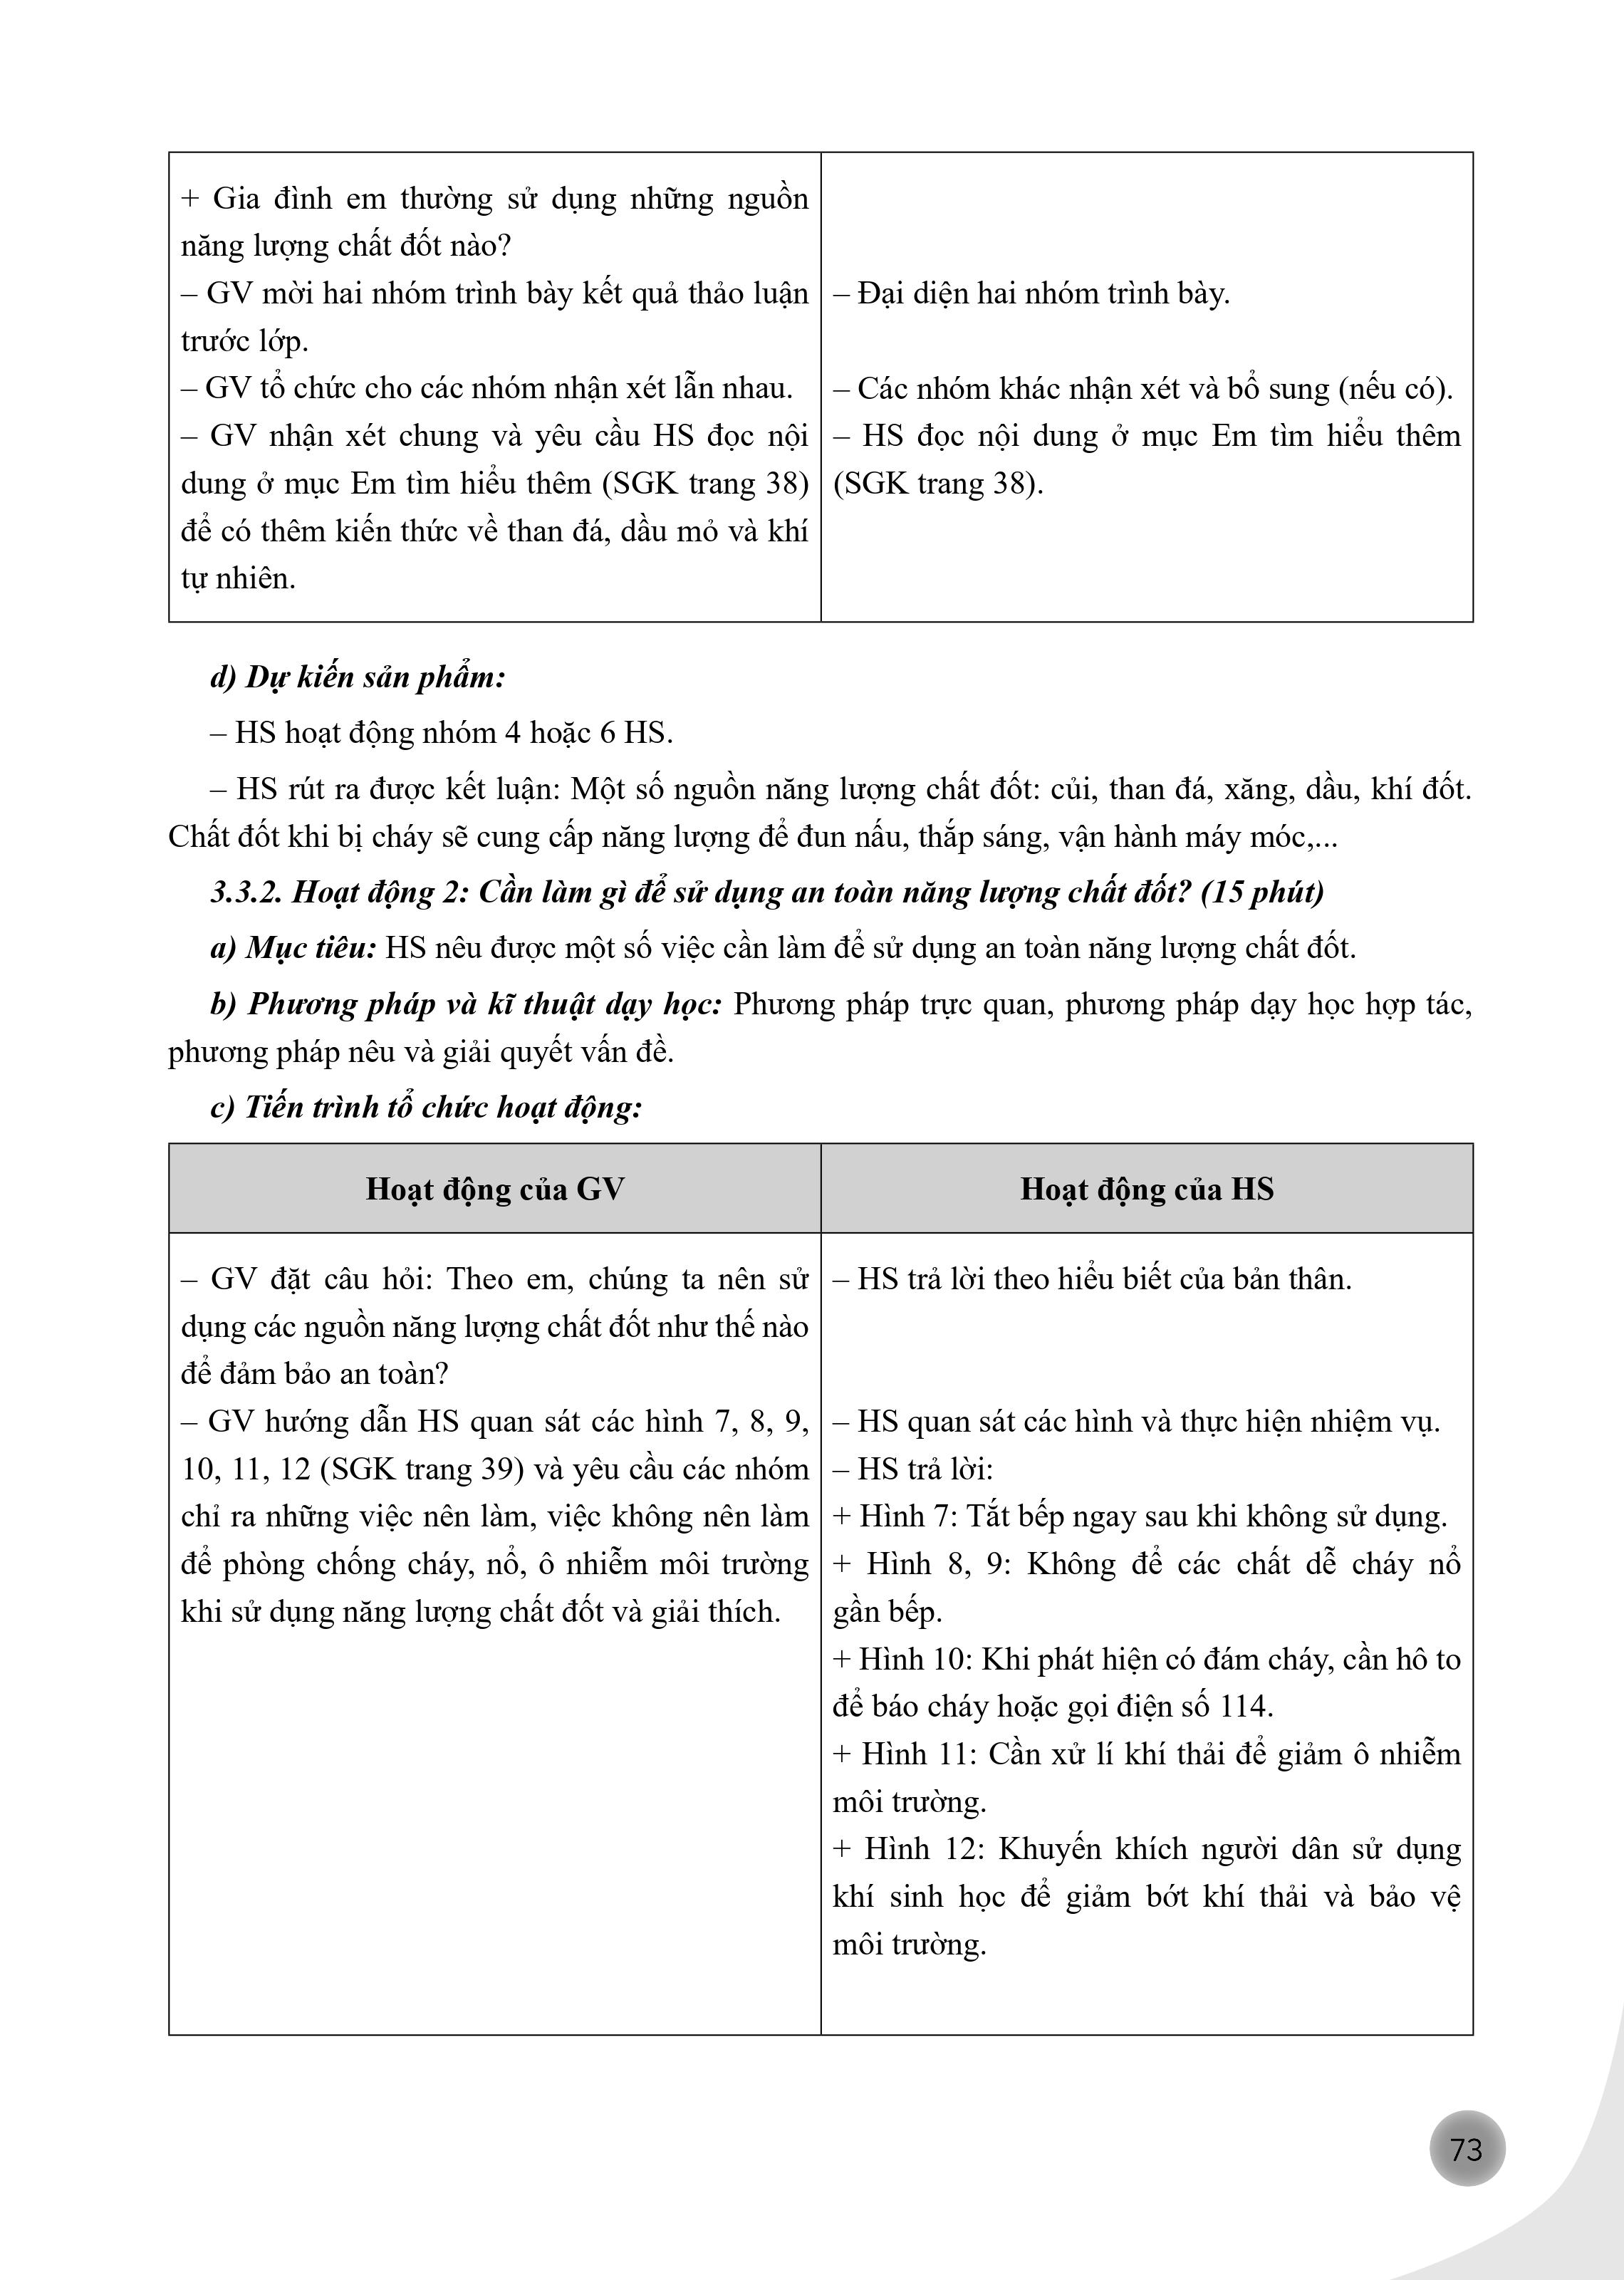 + Gia đình em thường sử dụng những nguồn
năng lượng chất đốt nào?
– GV mời hai nhóm trình bày kết quả thảo luận
trước lớp.
– GV tổ chức cho các nhóm nhận xét lẫn nhau.
– GV nhận xét chung và yêu cầu HS đọc nội
dung ở mục Em tìm hiểu thêm (SGK trang 38)
để có thêm kiến thức về than đá, dầu mỏ và khí
tự nhiên.
– Đại diện hai nhóm trình bày.
– Các nhóm khác nhận xét và bổ sung (nếu có).
– HS đọc nội dung ở mục Em tìm hiểu thêm
(SGK trang 38).
d) Dự kiến sản phẩm:
– HS hoạt động nhóm 4 hoặc 6 HS.
– HS rút ra được kết luận: Một số nguồn năng lượng chất đốt: củi, than đá, xăng, dầu, khí đốt.
Chất đốt khi bị cháy sẽ cung cấp năng lượng để đun nấu, thắp sáng, vận hành máy móc,...
3.3.2. Hoạt động 2: Cần làm gì để sử dụng an toàn năng lượng chất đốt? (15 phút)
a) Mục tiêu: HS nêu được một số việc cần làm để sử dụng an toàn năng lượng chất đốt.
b) Phương pháp và kĩ thuật dạy học: Phương pháp trực quan, phương pháp dạy học hợp tác,
phương pháp nêu và giải quyết vấn đề.
c) Tiến trình tổ chức hoạt động:
Hoạt động của GV
Hoạt động của HS
– GV đặt câu hỏi: Theo em, chúng ta nên sử
dụng các nguồn năng lượng chất đốt như thế nào
để đảm bảo an toàn?
– GV hướng dẫn HS quan sát các hình 7, 8, 9,
10, 11, 12 (SGK trang 39) và yêu cầu các nhóm
chỉ ra những việc nên làm, việc không nên làm
để phòng chống cháy, nổ, ô nhiễm môi trường
khi sử dụng năng lượng chất đốt và giải thích.
– HS trả lời theo hiểu biết của bản thân.
– HS quan sát các hình và thực hiện nhiệm vụ.
– HS trả lời:
+ Hình 7: Tắt bếp ngay sau khi không sử dụng.
+ Hình 8, 9: Không để các chất dễ cháy nổ
gần bếp.
+ Hình 10: Khi phát hiện có đám cháy, cần hô to
để báo cháy hoặc gọi điện số 114.
+ Hình 11: Cần xử lí khí thải để giảm ô nhiễm
môi trường.
+ Hình 12: Khuyến khích người dân sử dụng
khí sinh học để giảm bớt khí thải và bảo vệ
môi trường.
73